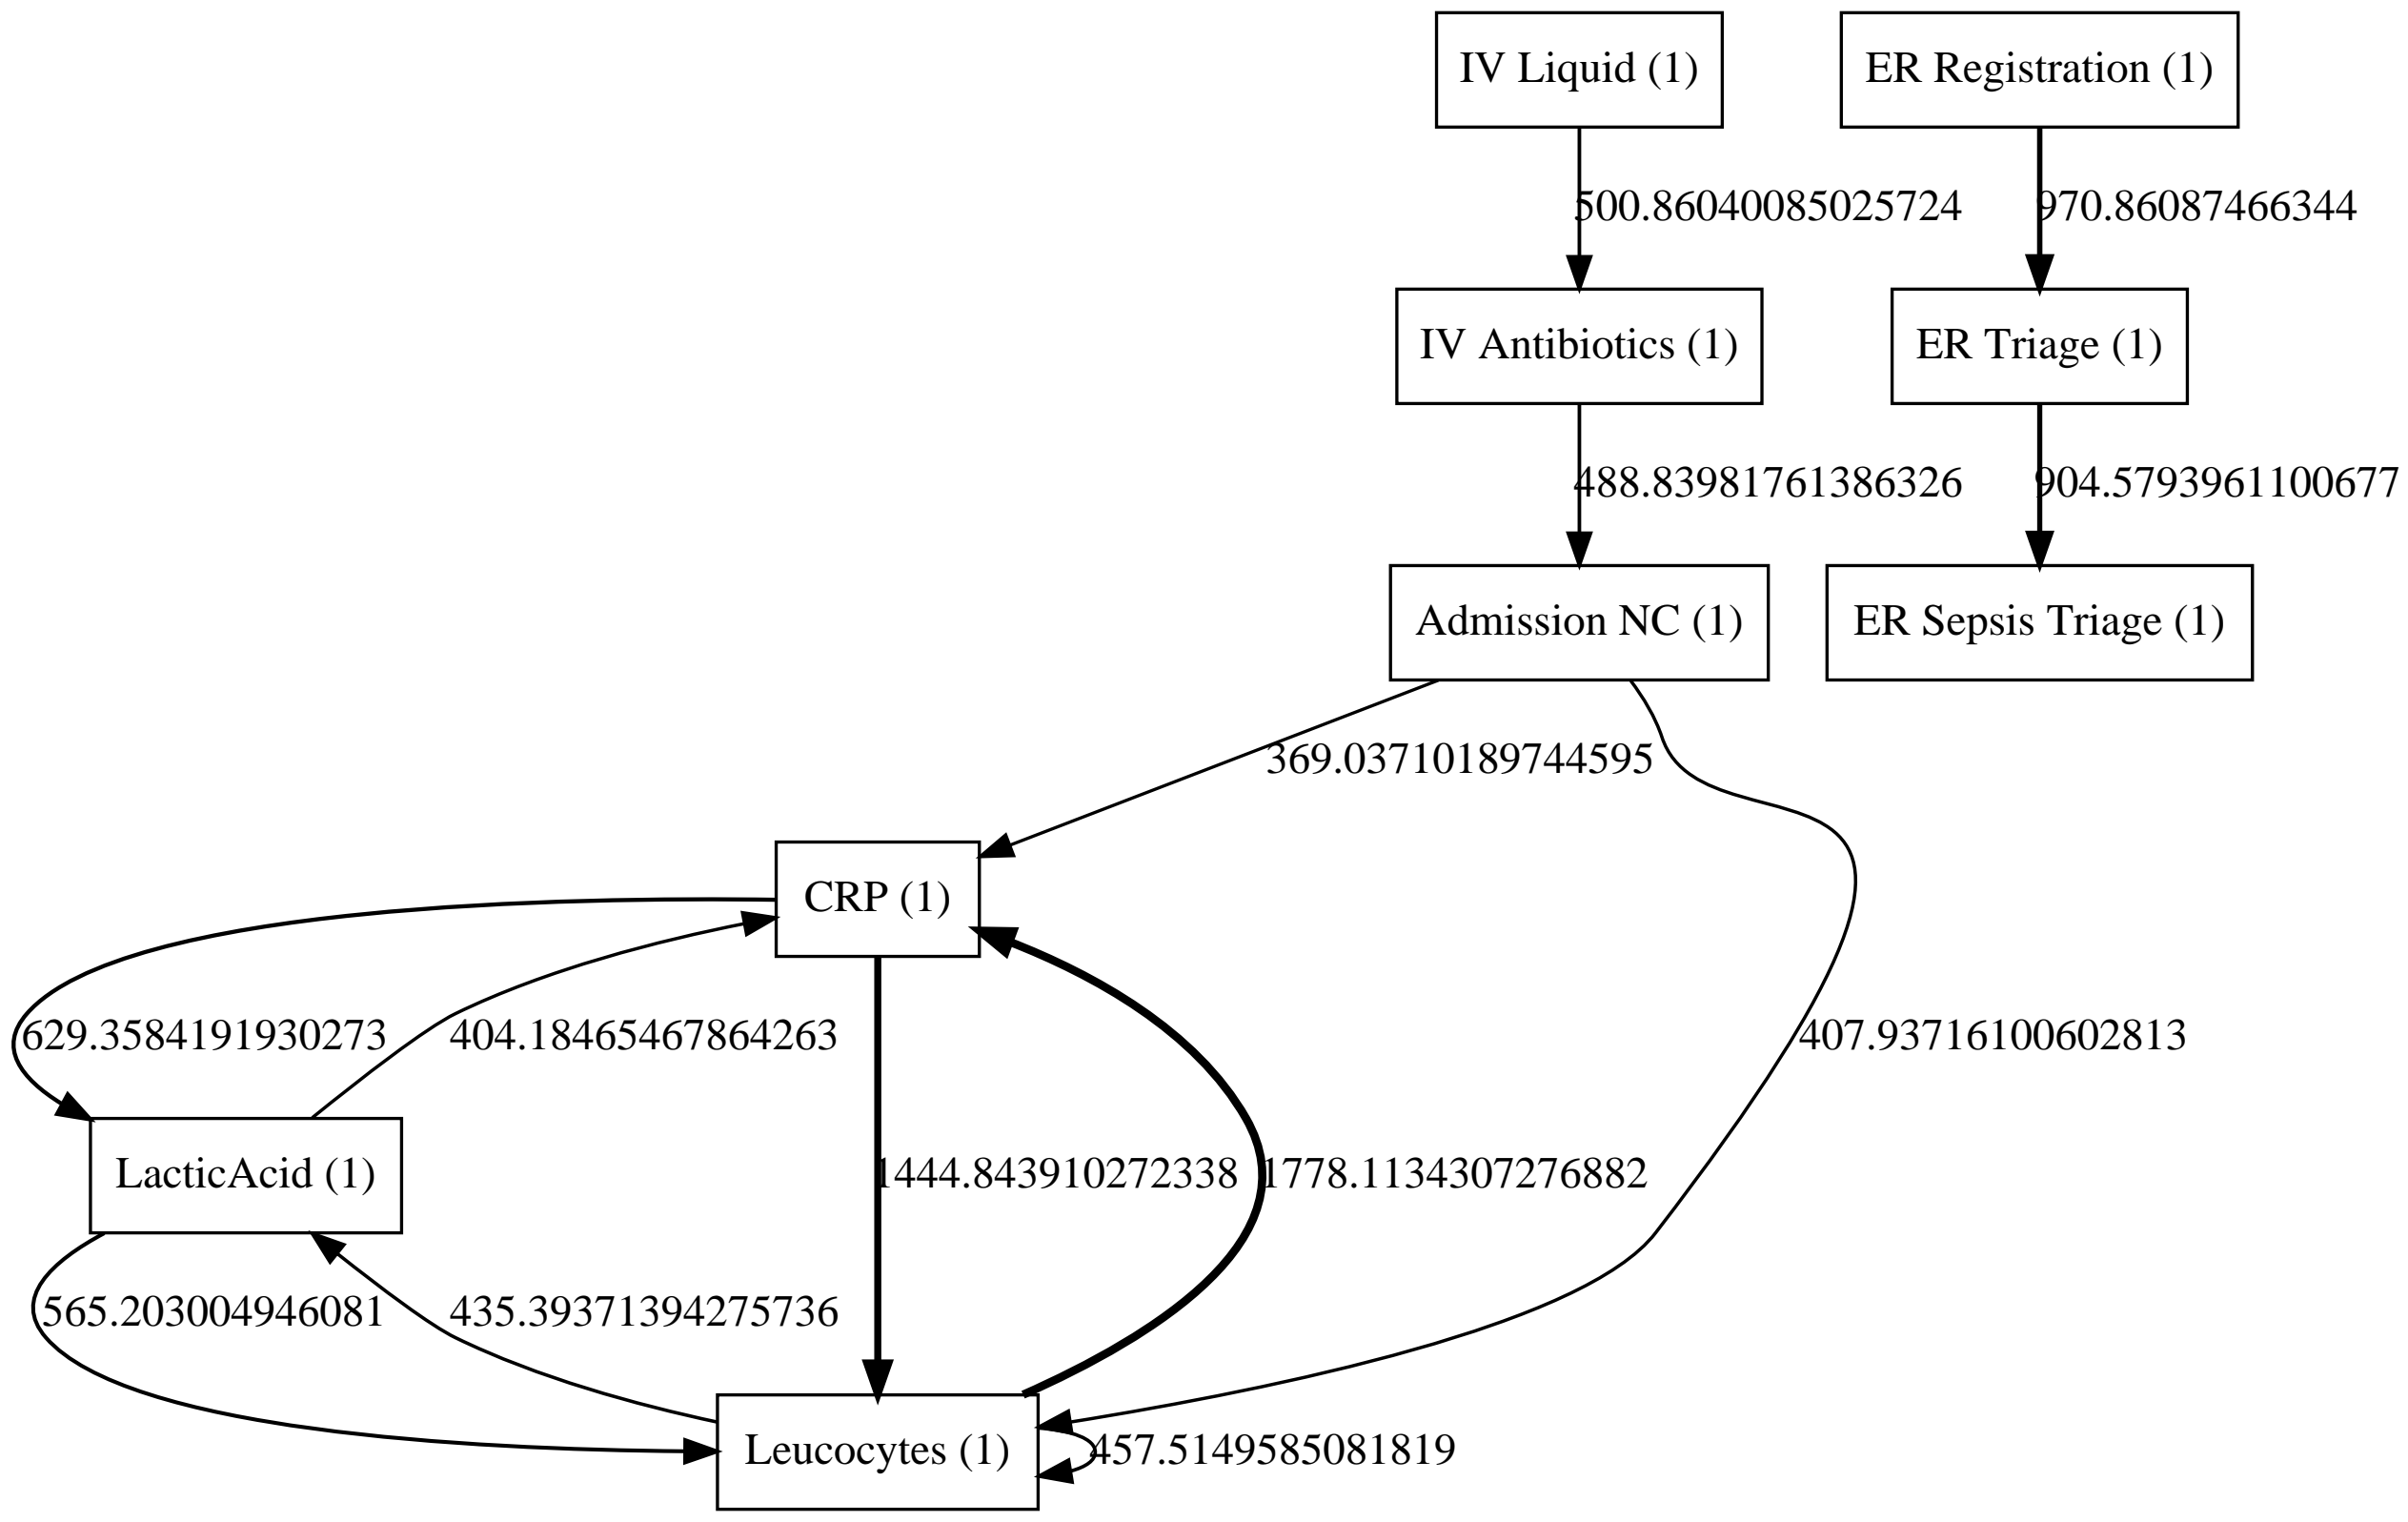 IV Liquid (1)
ER Registration (1)
500.86040085025724
970.86087466344
IV Antibiotics (1)
ER Triage (1)
488.83981761386326
904.5793961100677
Admission NC (1)
ER Sepsis Triage (1)
369.03710189744595
CRP (1)
629.3584191930273
404.18465467864263
407.93716100602813
LacticAcid (1)
1444.843910272338
1778.1134307276882
565.203004946081
435.39371394275736
Leucocytes (1)
457.5149585081819